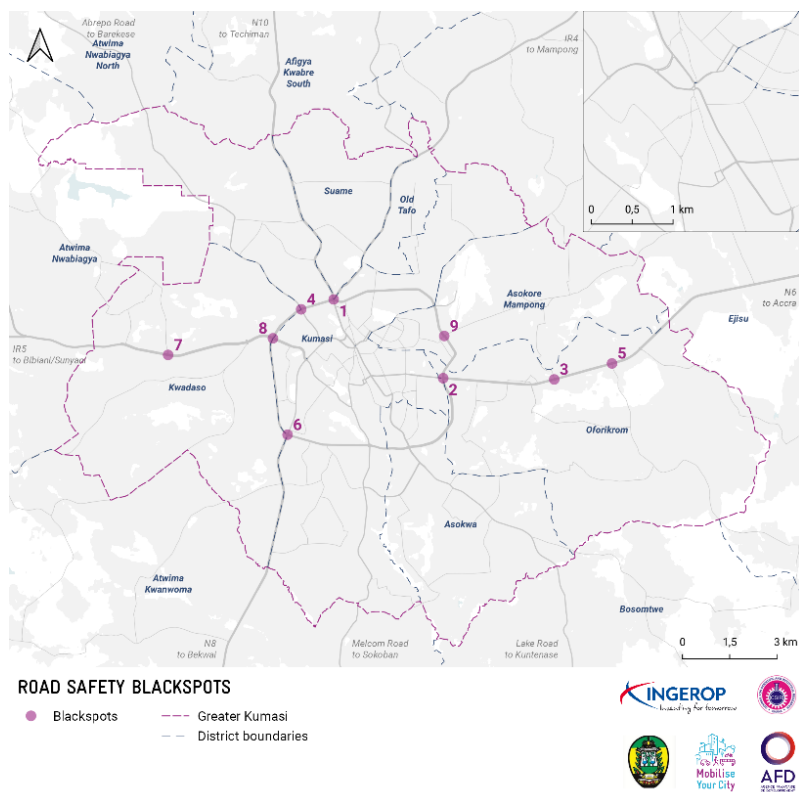 Abrepo Road
to Barekese
N10
to Techiman
IR4
to Mampong
Atwima
Nwabiagya
North
Afigya
Kwabre
South
Suame
Old
Tafo
0 0,5 1 km
Atwima
Nwabiagya
Asokore
Mampong
N6
to Accra
Ejisu
4
1
9
8
7
Kumasi
IR5
to Bibiani/Sunyani
Kwadaso
2
3
5
6
Oforikrom
Asokwa
Atwima
Kwanwoma
Bosomtwe
N8
to Bekwai
Melcom Road
to Sokoban
Lake Road
to Kuntenase
0 1,5 3 km
ROAD SAFETY BLACKSPOTS
Blackspots
Greater Kumasi
District boundaries
INGEROP
Inventing for tomorrow
Mobilise
Your City
AFD